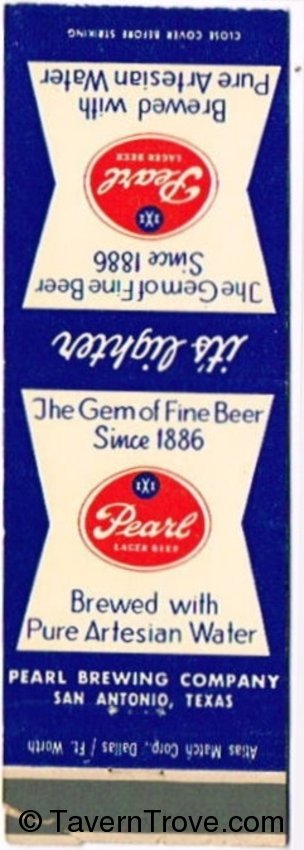 CLOSE COVER BEFORE STRIKING
Pure Artesian Water
Brewed with
LAGER BEER
Pearl
XXX
Since 1886
The Gem of Fine Beer
it's lighter
The Gem of Fine Beer
Since 1886
XXX
Pearl
LAGER BEER
Brewed with
Pure Artesian Water
PEARL BREWING COMPANY
SAN ANTONIO, TEXAS
Atlas Match Corp., Dallas / Ft. Worth
© TavernTrove.com